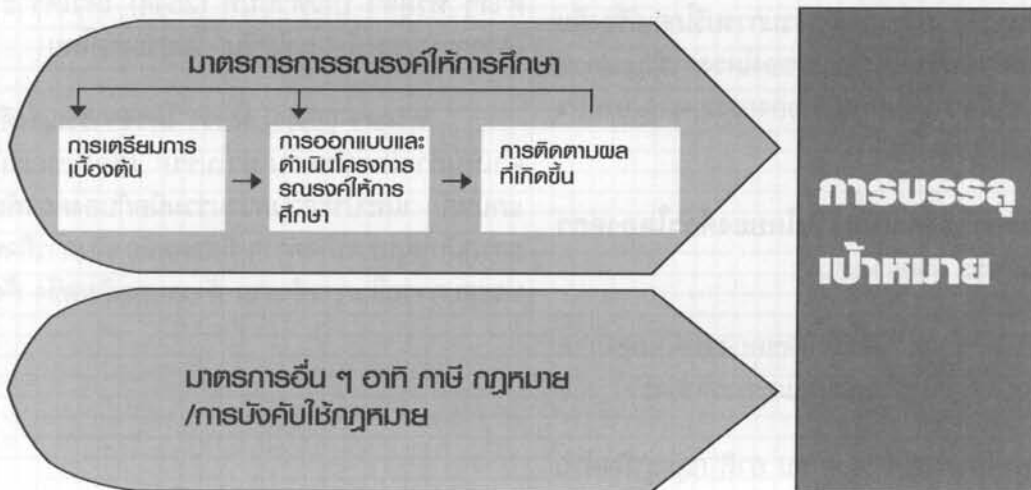 มาตรการการรณรงค์ให้การศึกษา
การเตรียมการ
เบื้องต้น
การออกแบบและ
ดำเนินโครงการ
รณรงค์ให้การ
ศึกษา
การติดตามผล
ที่เกิดขึ้น
มาตรการอื่น ๆ อาทิ ภาษี กฎหมาย
/การบังคับใช้กฎหมาย
การบรรลุ
เป้าหมาย